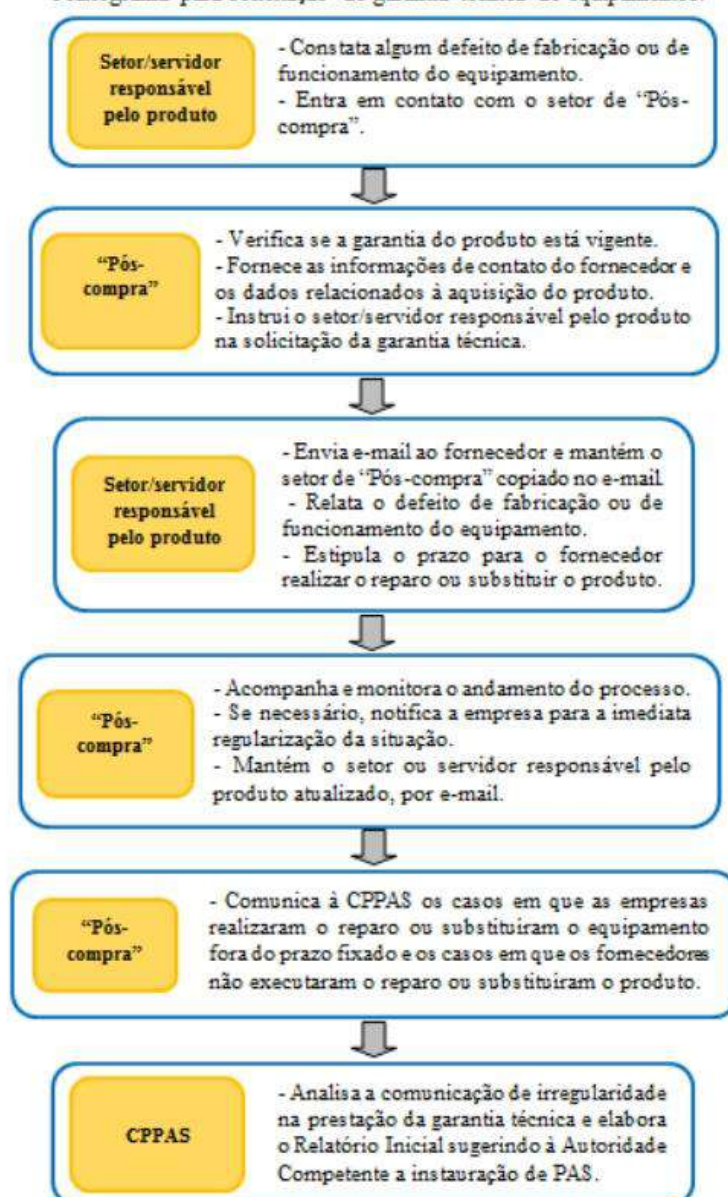 Setor/servidor
responsável
pelo produto
- Constata algum defeito de fabricação ou de
funcionamento do equipamento.
- Entra em contato com o setor de “Pós-
compra”.
“Pós-
compra”
- Verifica se a garantia do produto está vigente.
- Fornece as informações de contato do fornecedor e
os dados relacionados à aquisição do produto.
- Instrui o setor/servidor responsável pelo produto
na solicitação da garantia técnica.
Setor/servidor
responsável
pelo produto
- Envia e-mail ao fornecedor e mantém o
setor de “Pós-compra” copiado no e-mail
- Relata o defeito de fabricação ou de
funcionamento do equipamento.
- Estipula o prazo para o fornecedor
realizar o reparo ou substituir o produto.
“Pós-
compra”
- Acompanha e monitora o andamento do processo.
- Se necessário, notifica a empresa para a imediata
regularização da situação.
- Mantém o setor ou servidor responsável pelo
produto atualizado, por e-mail.
“Pós-
compra”
- Comunica à CPPAS os casos em que as empresas
realizaram o reparo ou substituiram o equipamento
fora do prazo fixado e os casos em que os fornecedores
não executaram o reparo ou substituiram o produto.
CPPAS
- Analisa a comunicação de irregularidade
na prestação da garantia técnica e elabora
o Relatório Inicial sugerindo à Autoridade
Competente a instauração de PAS.